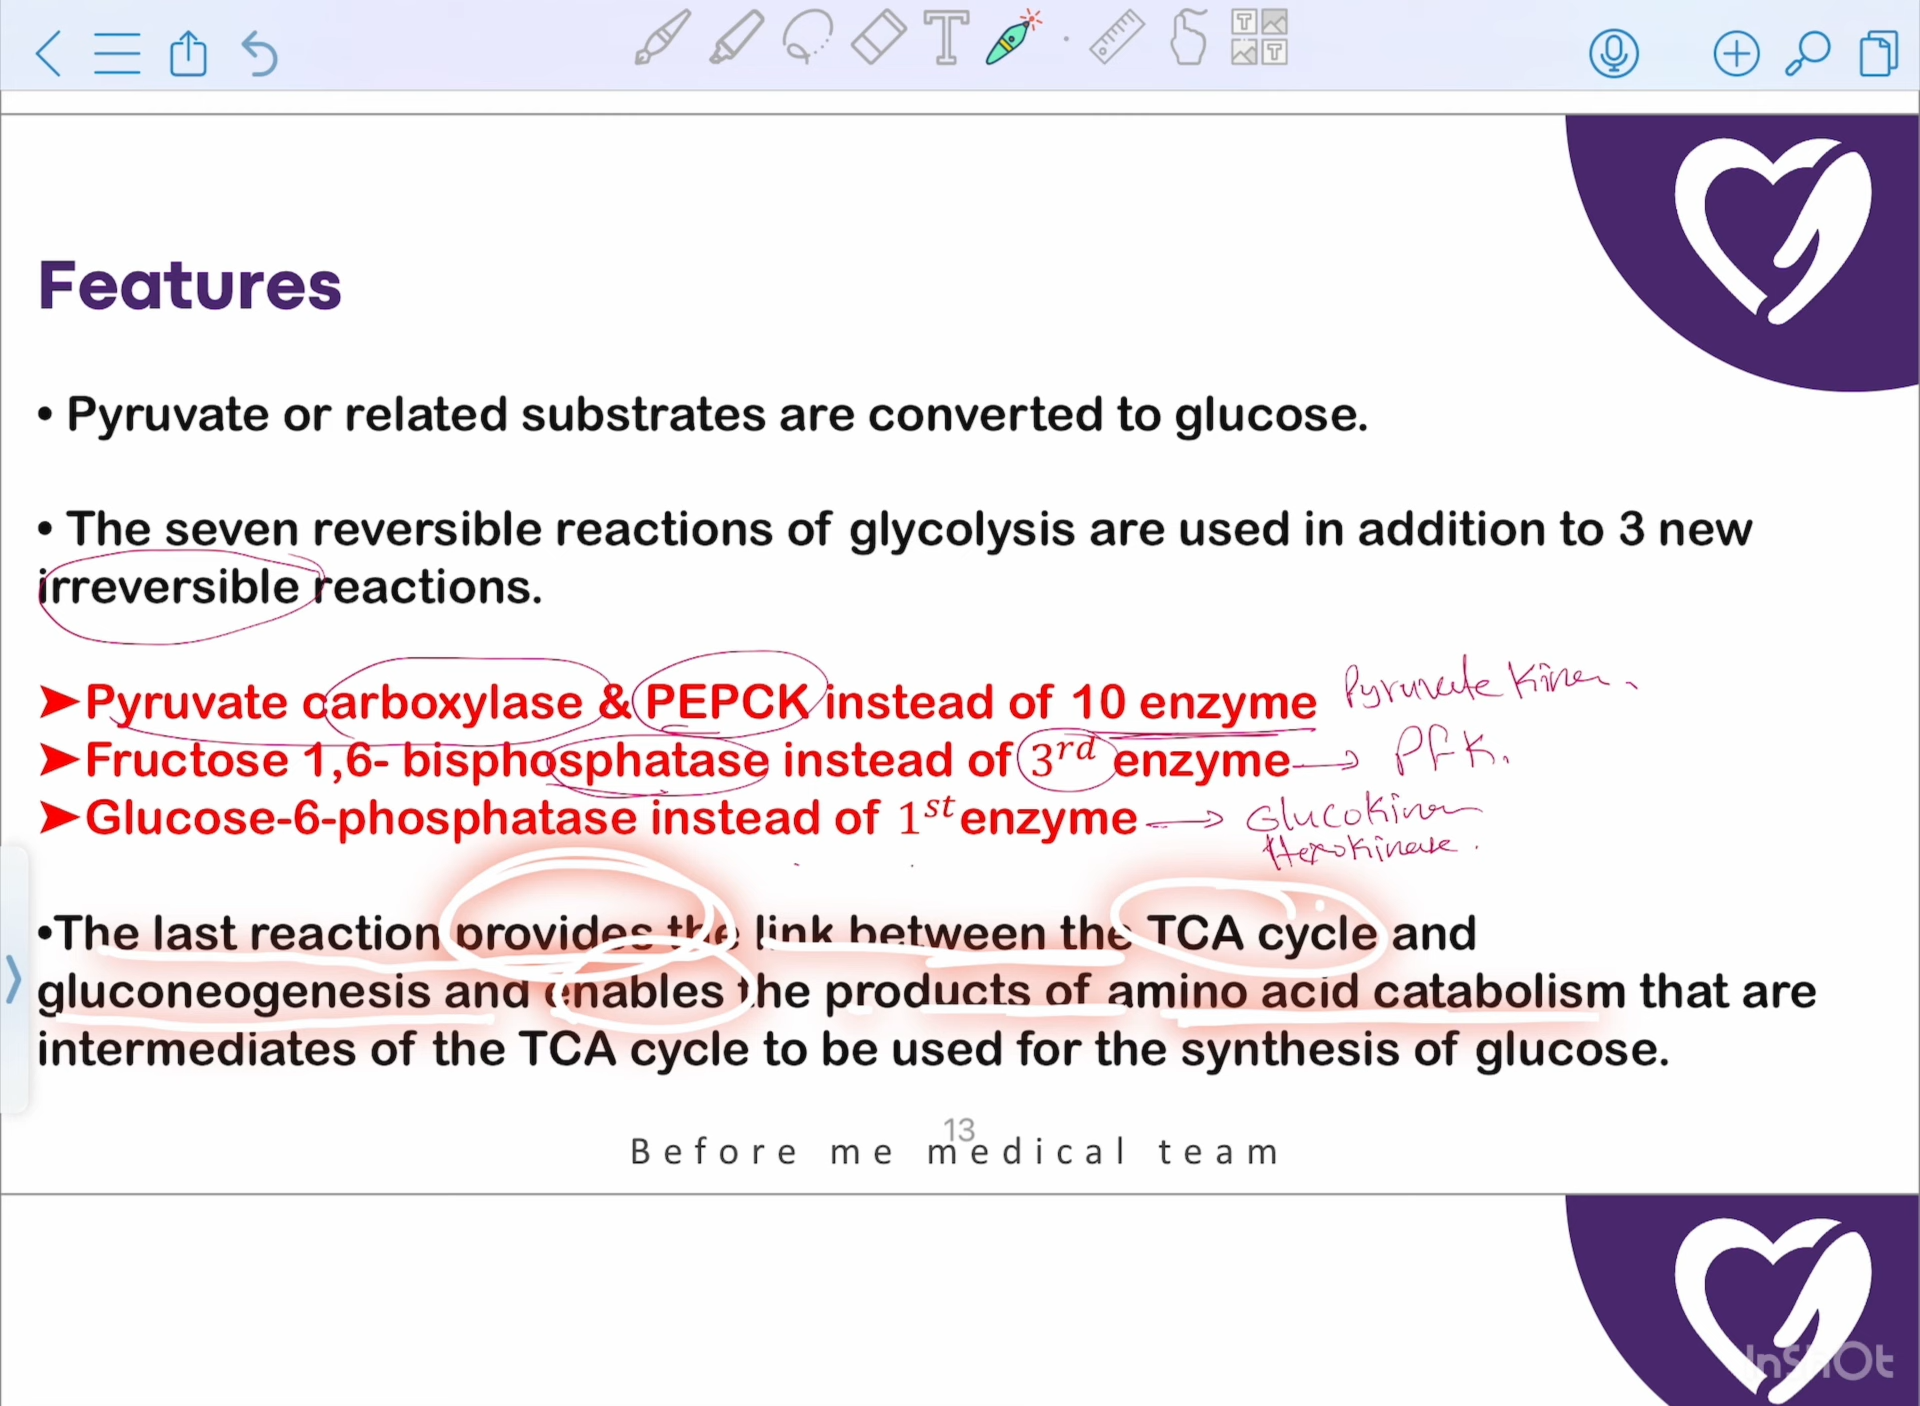 Features
• Pyruvate or related substrates are converted to glucose.
• The seven reversible reactions of glycolysis are used in addition to 3 new
irreversible reactions.
➤Pyruvate carboxylase & PEPCK instead of 10 enzyme Pyruvate Kinase.
➤Fructose 1,6- bisphosphatase instead of 3rd enzyme → PFK.
➤Glucose-6-phosphatase instead of 1st enzyme → Glucokinase
Hexokinase.
•The last reaction provides the link between the TCA cycle and
gluconeogenesis and enables the products of amino acid catabolism that are
intermediates of the TCA cycle to be used for the synthesis of glucose.
13
Before me medical team
InShOt